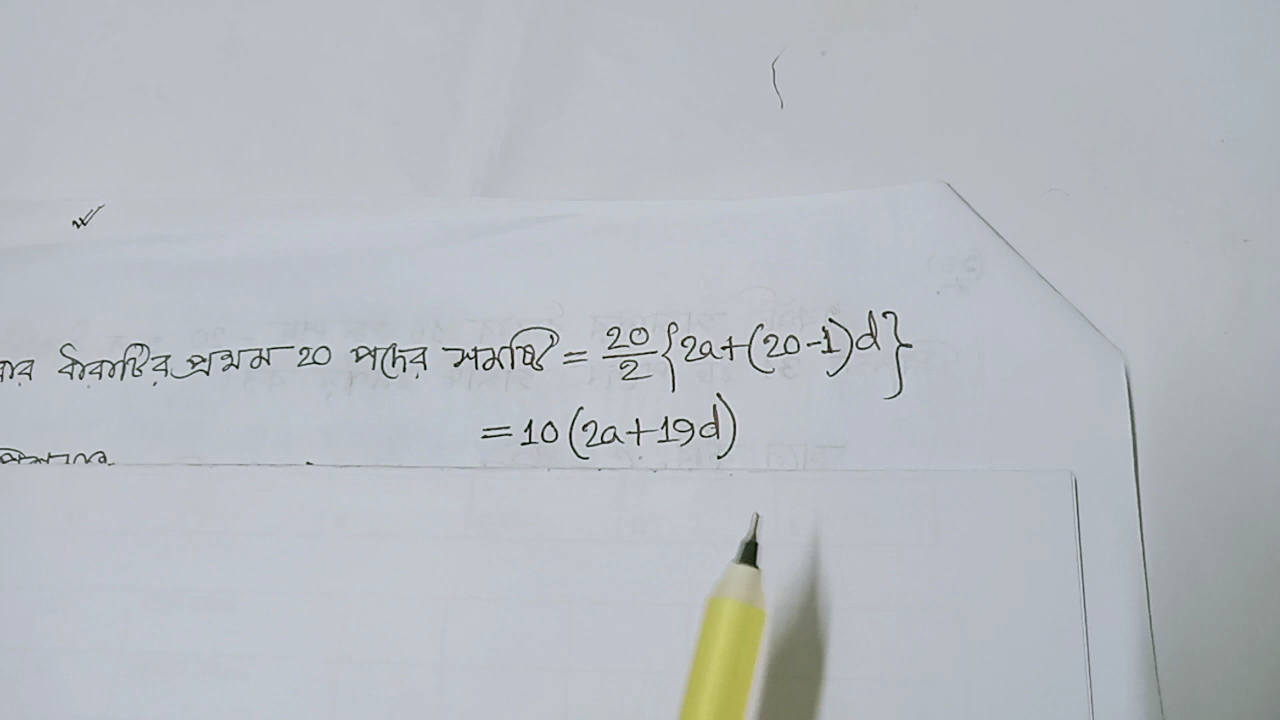 ধারাটির প্রথম 20 পদের সমষ্টি = 20/2 {2a+(20-1)d}
=10(2a+19d)